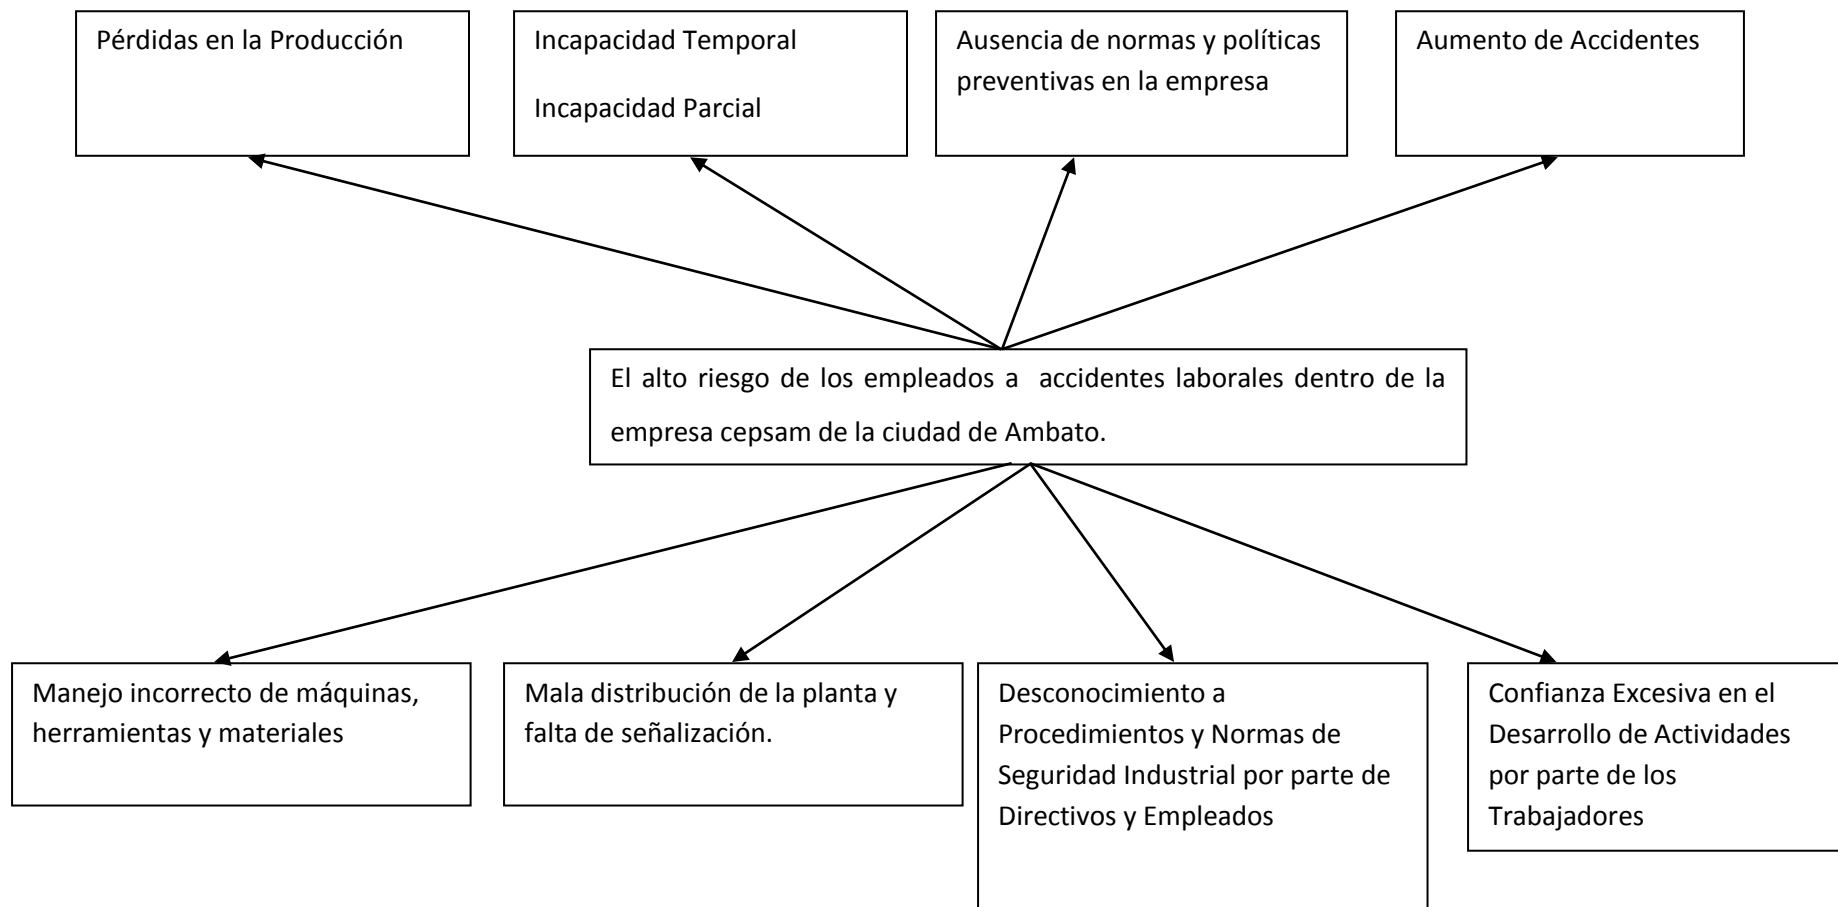 Pérdidas en la Producción
Incapacidad Temporal
Incapacidad Parcial
Ausencia de normas y políticas
preventivas en la empresa
Aumento de Accidentes
El alto riesgo de los empleados a accidentes laborales dentro de la
empresa cepsam de la ciudad de Ambato.
Manejo incorrecto de máquinas,
herramientas y materiales
Mala distribución de la planta y
falta de señalización.
Desconocimiento a
Procedimientos y Normas de
Seguridad Industrial por parte de
Directivos y Empleados
Confianza Excesiva en el
Desarrollo de Actividades
por parte de los
Trabajadores